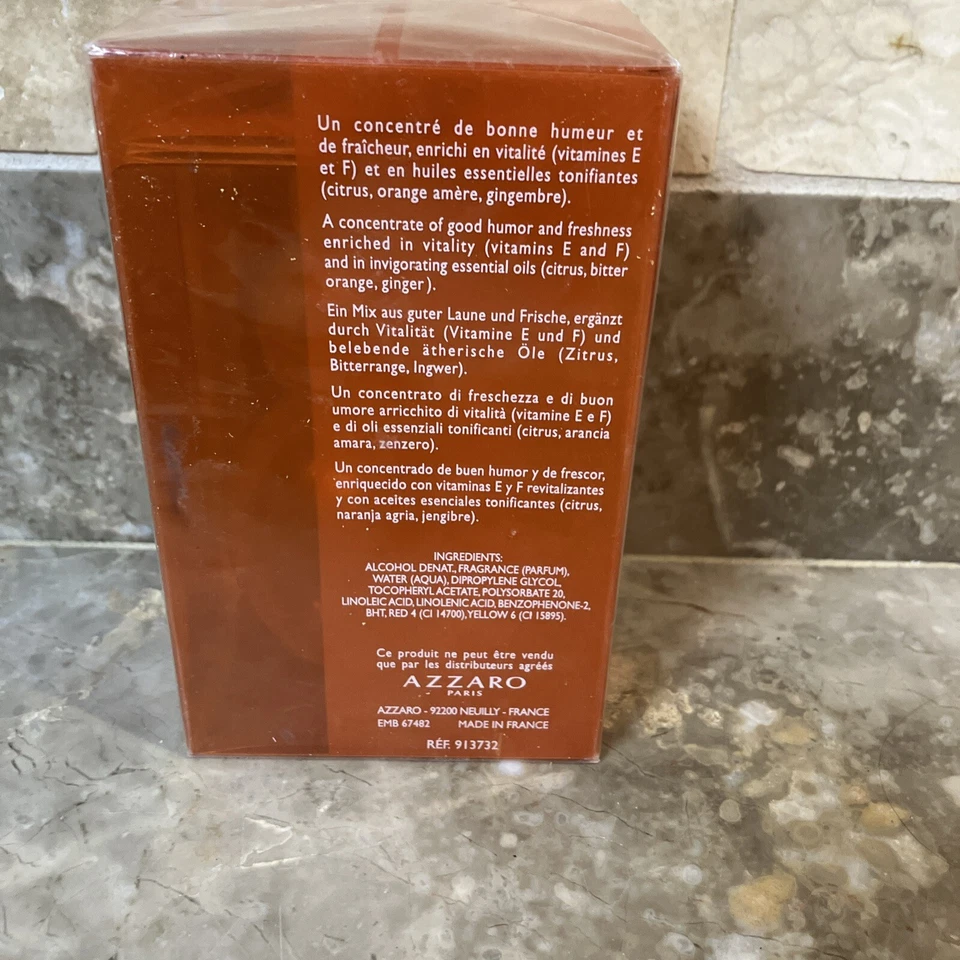 Un concentré de bonne humeur et
de fraîcheur, enrichi en vitalité (vitamines E
et F) et en huiles essentielles tonifiantes
(citrus, orange amère, gingembre).
A concentrate of good humor and freshness
enriched in vitality (vitamins E and F)
and in invigorating essential oils (citrus, bitter
orange, ginger).
Ein Mix aus guter Laune und Frische, ergänzt
durch Vitalität (Vitamine E und F) und
belebende ätherische Öle (Zitrus,
Bitterrange, Ingwer).
Un concentrato di freschezza e di buon
umore arricchito di vitalità (vitamine E e F)
e di oli essenziali tonificanti (citrus, arancia
amara, zenzero).
Un concentrado de buen humor y de frescor,
enriquecido con vitaminas E y F revitalizantes
y con aceites esenciales tonificantes (citrus,
naranja agria, jengibre).
INGREDIENTS:
ALCOHOL DENAT., FRAGRANCE (PARFUM),
WATER (AQUA), DIPROPYLENE GLYCOL,
TOCOPHERYL ACETATE, POLYSORBATE 20,
LINOLEIC ACID, LINOLENIC ACID, BENZOPHENONE-2,
BHT, RED 4 (CI 14700), YELLOW 6 (CI 15895).
Ce produit ne peut être vendu
que par les distributeurs agréés
AZZARO
PARIS
AZZARO - 92200 NEUILLY - FRANCE
EMB 67482 MADE IN FRANCE
RÉF. 913732